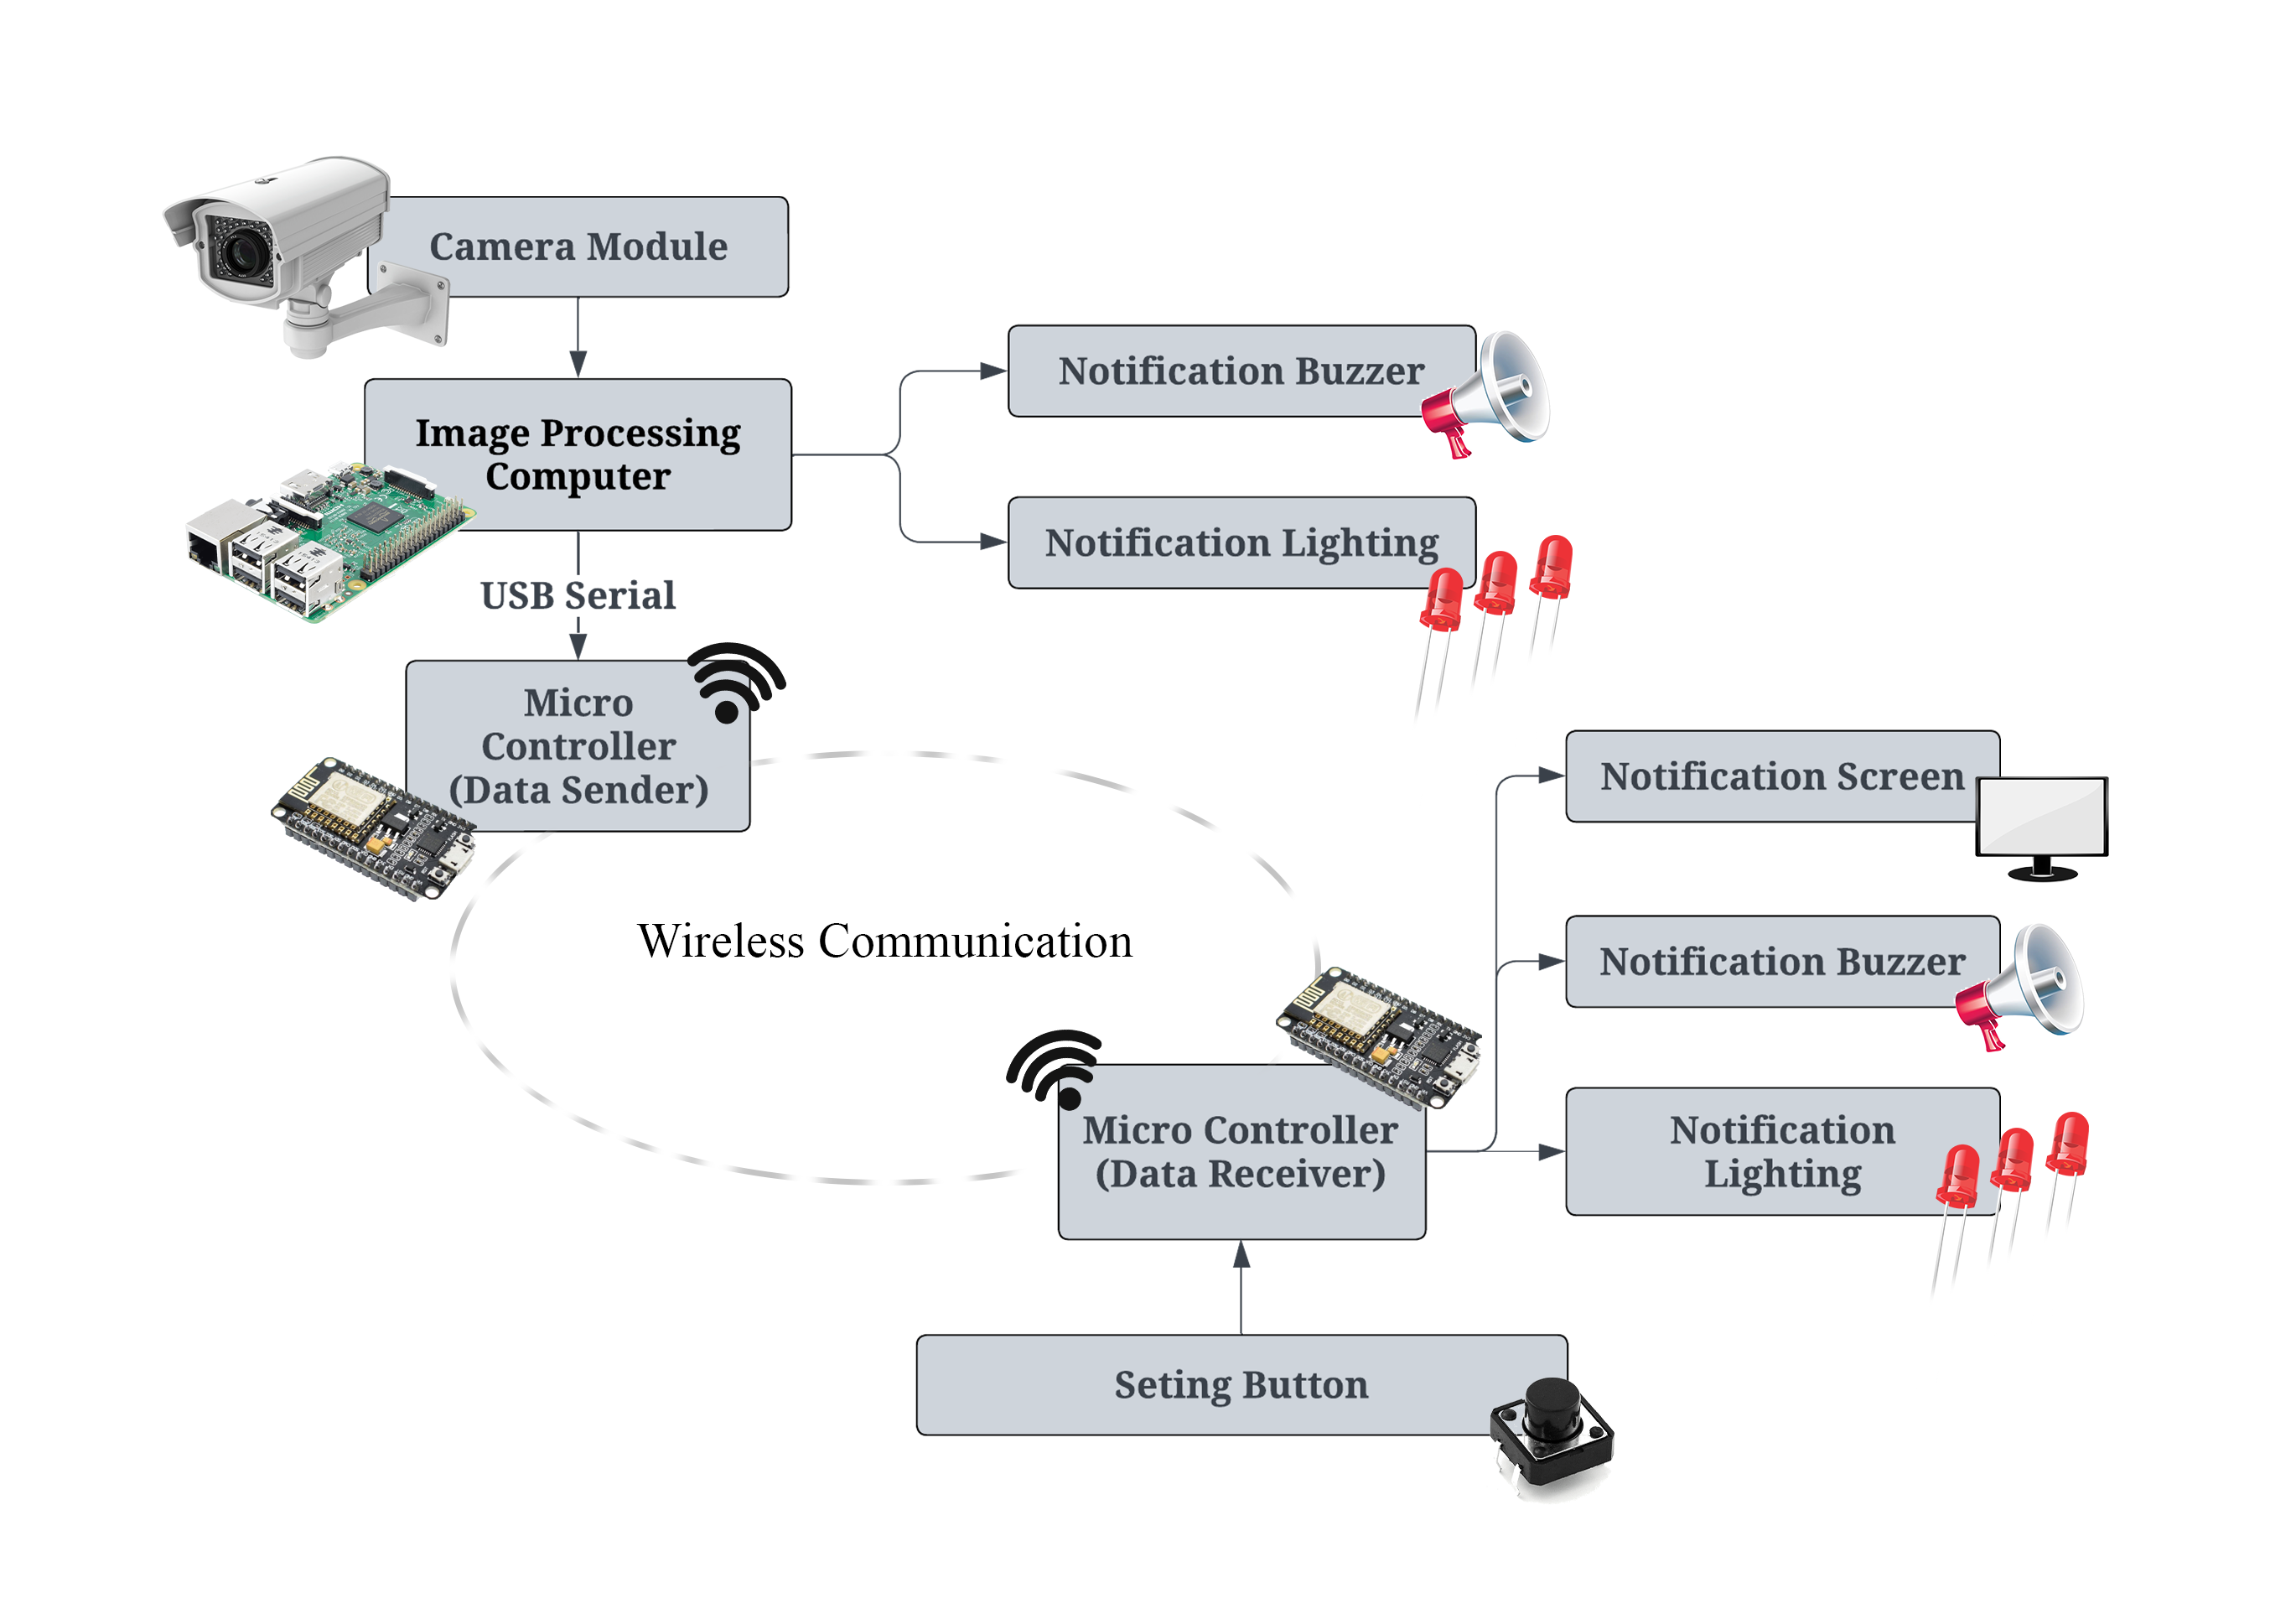 Camera Module
Image Processing
Computer
Notification Buzzer
Notification Lighting
USB Serial
Micro
Controller
(Data Sender)
Notification Screen
Wireless Communication
Notification Buzzer
Micro Controller
(Data Receiver)
Notification
Lighting
Seting Button